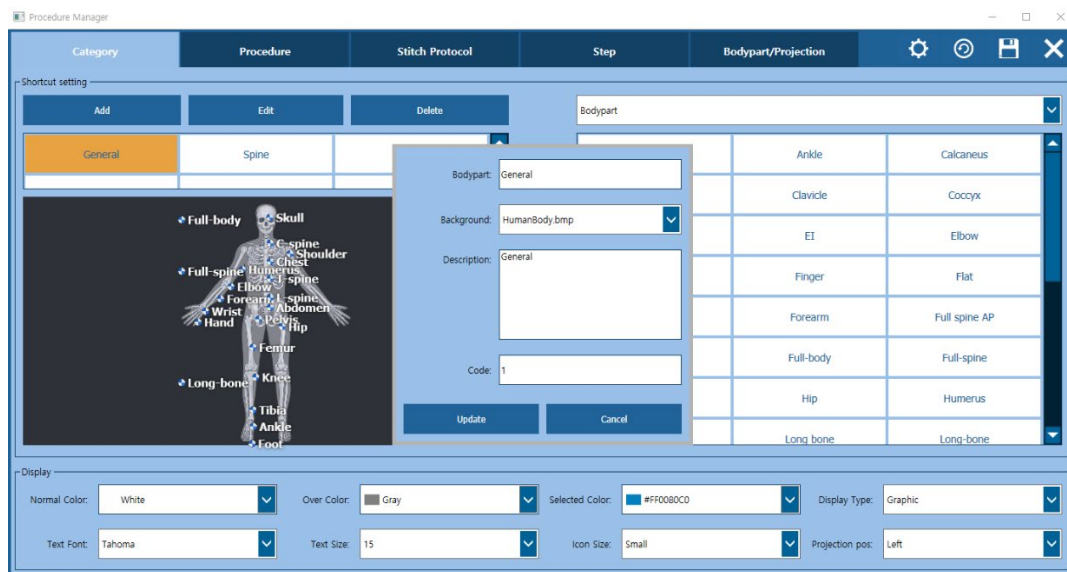 Procedure Manager
Category Procedure Stitch Protocol Step Bodypart/Projection
Shortcut setting
Add Edit Delete Bodypart
General Spine
Bodypart: General
Background: HumanBody.bmp
Description: General
Code: 1
Update Cancel
Ankle Calcaneus
Clavicle Coccyx
EI Elbow
Finger Flat
Forearm Full spine AP
Full-body Full-spine
Hip Humerus
Long bone Long-bone
Full-body Skull
C-spine
Shoulder
Chest
Full-spine Humerus
T-spine
Elbow
Forearm L-spine
Wrist Abdomen
Hand Pelvis
Hip
Femur
Long-bone Knee
Tibia
Ankle
Foot
Display
Normal Color: White Over Color: Gray Selected Color: #FF0080C0 Display Type: Graphic
Text Font: Tahoma Text Size: 15 Icon Size: Small Projection pos: Left